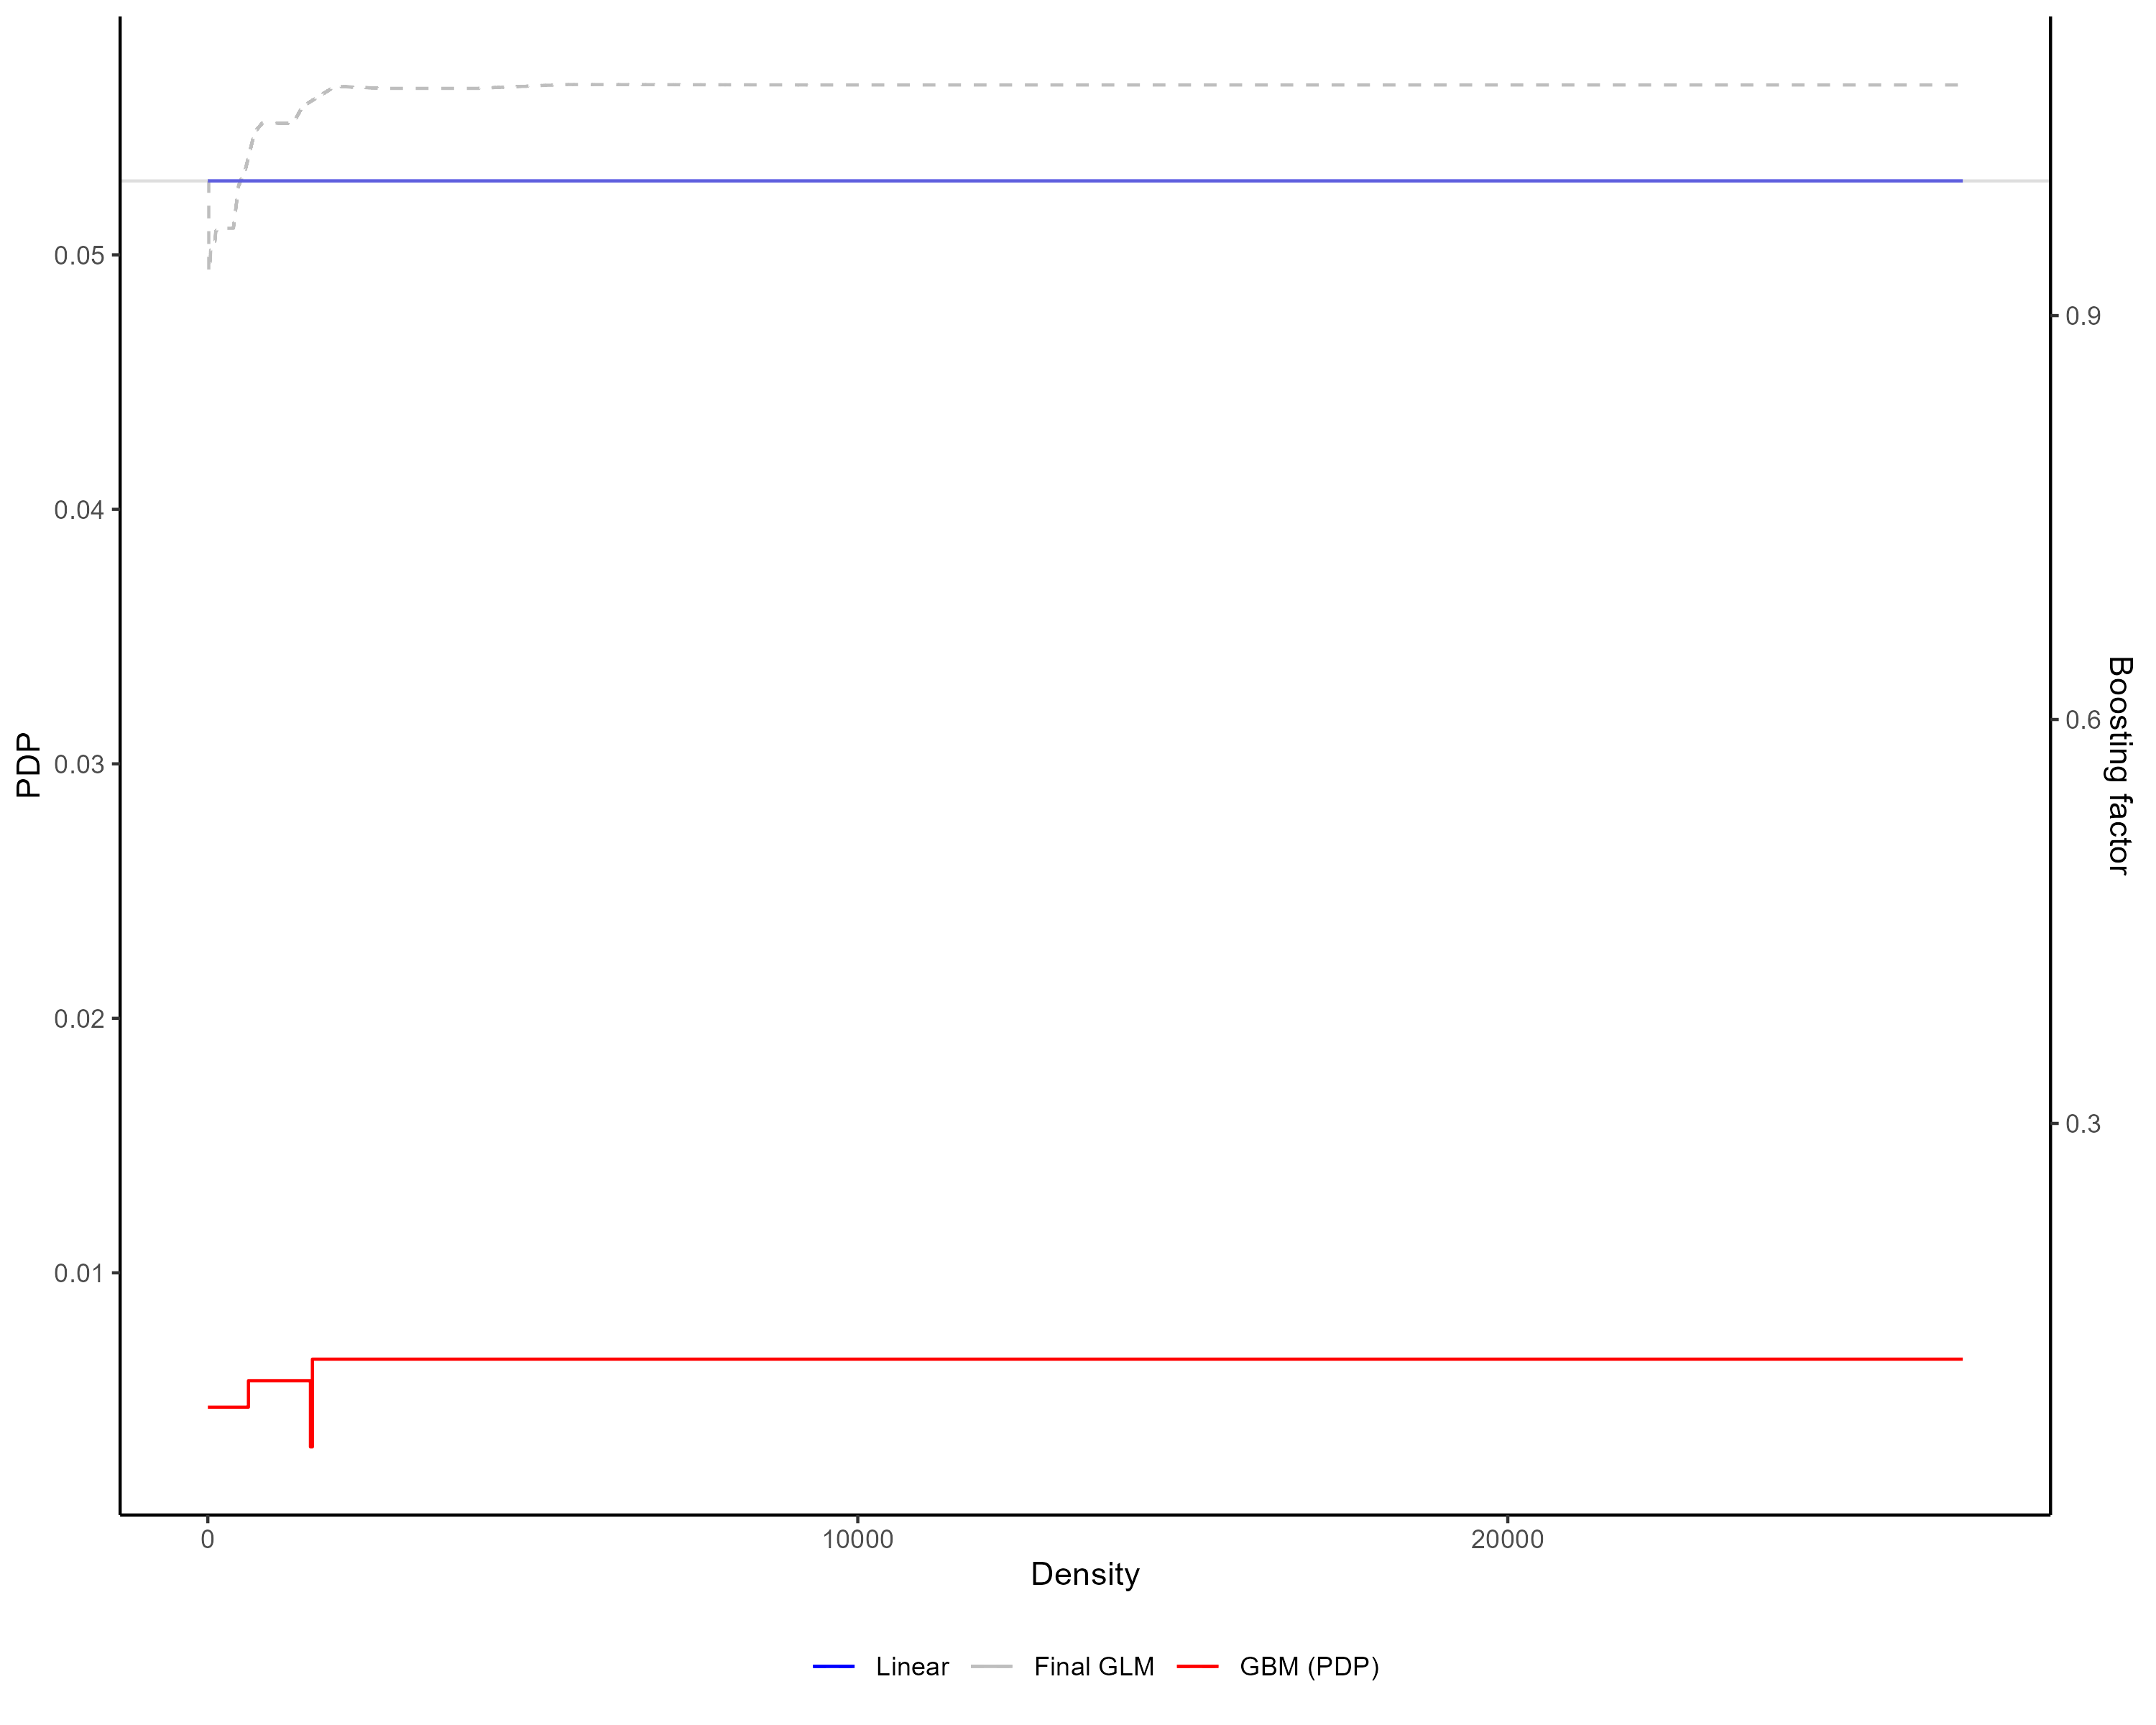 PDP
0.05
0.04
0.03
0.02
0.01
0.9
0.6
0.3
Boosting factor
0 10000 20000
Density
Linear Final GLM GBM (PDP)